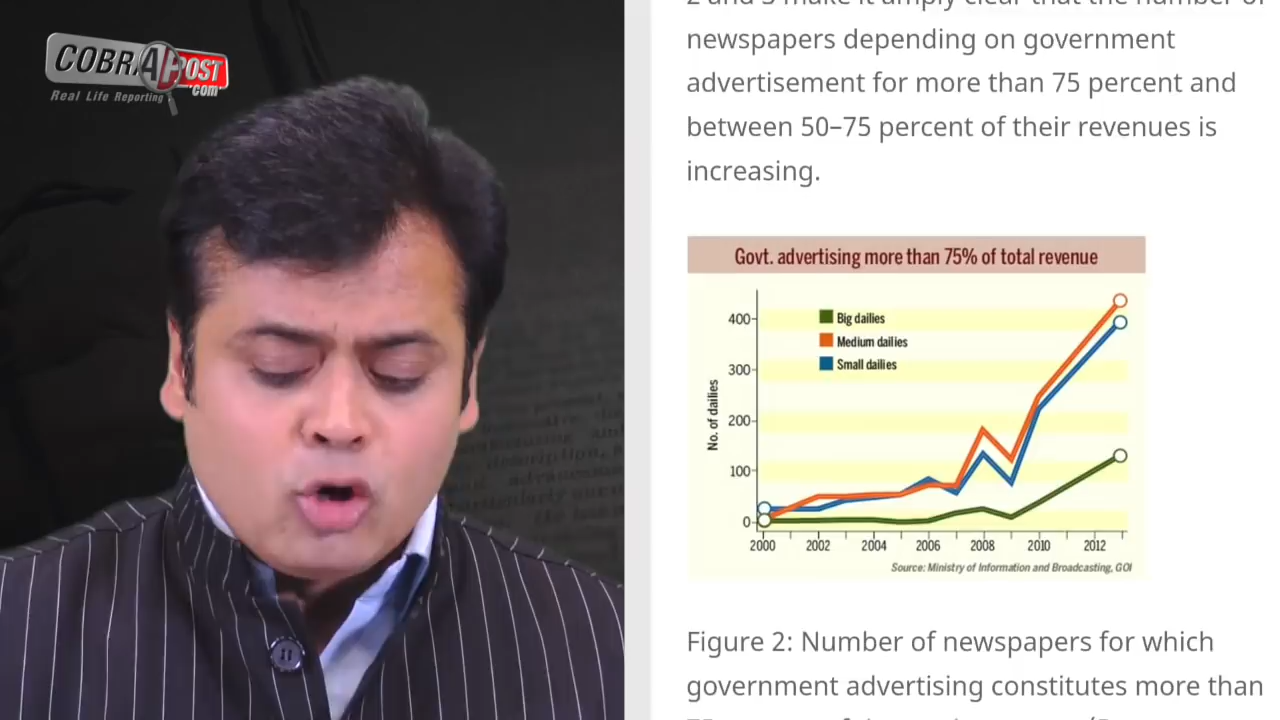 COBRAPOST
.com
Real Life Reporting
newspapers depending on government
advertisement for more than 75 percent and
between 50–75 percent of their revenues is
increasing.
Govt. advertising more than 75% of total revenue
Big dailies
Medium dailies
Small dailies
No. of dailies
400
300
200
100
0
2000 2002 2004 2006 2008 2010 2012
Source: Ministry of Information and Broadcasting, GOI
Figure 2: Number of newspapers for which
government advertising constitutes more than